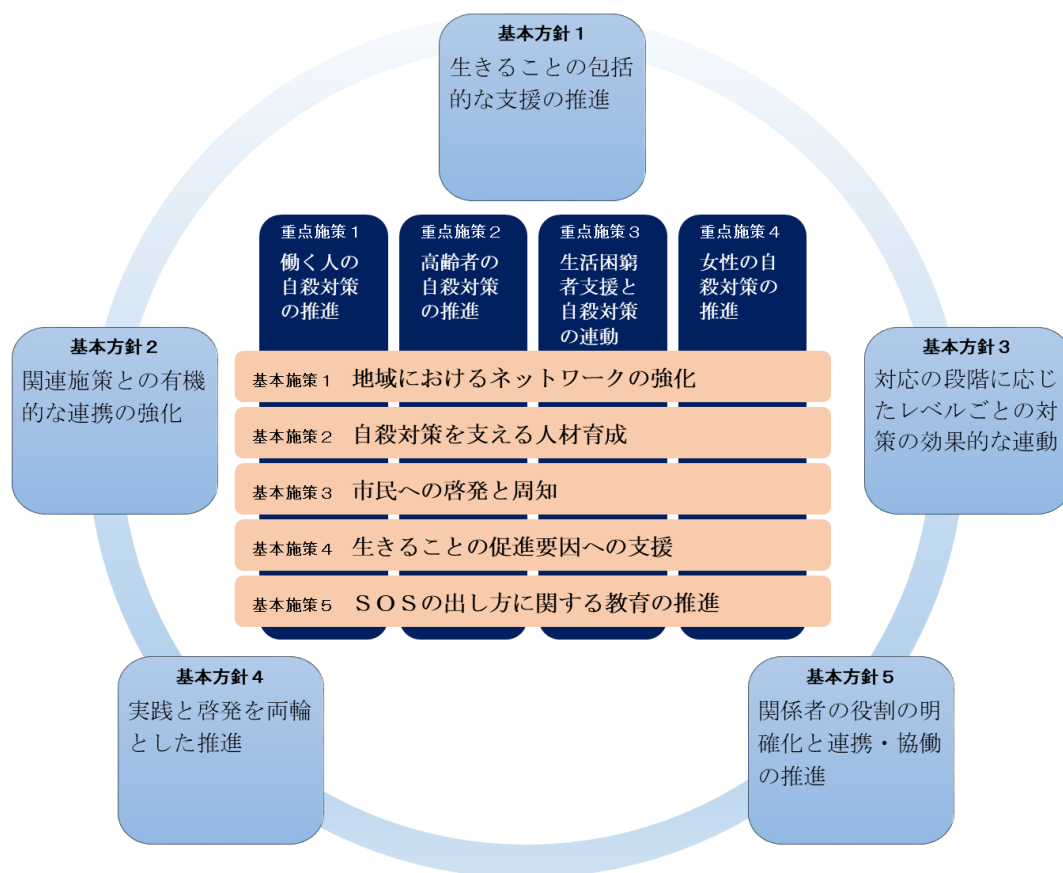 基本方針１
生きることの包括
的な支援の推進
重点施策１
働く人の
自殺対策
の推進
重点施策２
高齢者の
自殺対策
の推進
重点施策３
生活困窮
者支援と
自殺対策
の連動
重点施策４
女性の自
殺対策の
推進
基本方針２
関連施策との有機
的な連携の強化
基本方針３
対応の段階に応じ
たレベルごとの対
策の効果的な連動
基本施策１ 地域におけるネットワークの強化
基本施策２ 自殺対策を支える人材育成
基本施策３ 市民への啓発と周知
基本施策４ 生きることの促進要因への支援
基本施策５ ＳＯＳの出し方に関する教育の推進
基本方針４
実践と啓発を両輪
とした推進
基本方針５
関係者の役割の明
確化と連携・協働
の推進